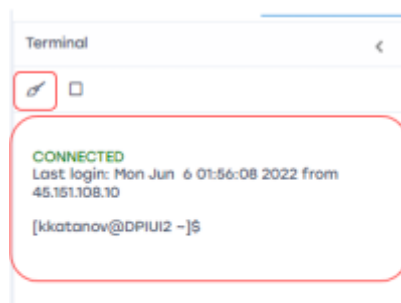 Terminal
CONNECTED
Last login: Mon Jun 6 01:56:08 2022 from
45.151.108.10
[kkatanov@DPIUI2 ~]$